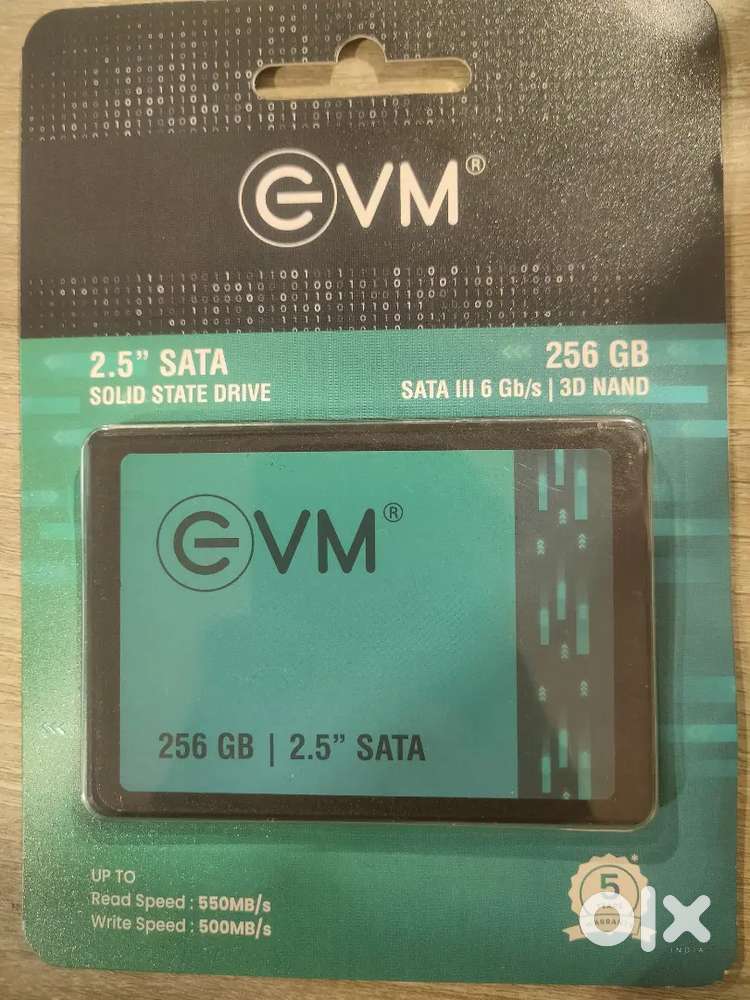 EVM®
2.5” SATA
SOLID STATE DRIVE
256 GB
SATA III 6 Gb/s | 3D NAND
EVM®
256 GB | 2.5” SATA
UP TO
Read Speed : 550MB/s
Write Speed : 500MB/s
5*
olx
INDIA